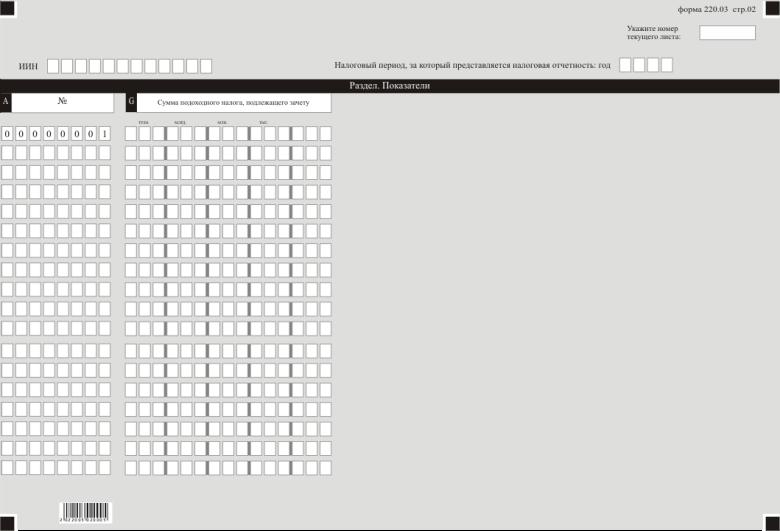 форма 220.03 стр.02
Укажите номер
текущего листа:
ИИН
Налоговый период, за который представляется налоговая отчетность: год
Раздел. Показатели
A № G Сумма подоходного налога, подлежащего зачету
трлн. млрд. млн. тыс.
0 0 0 0 0 0 0 1